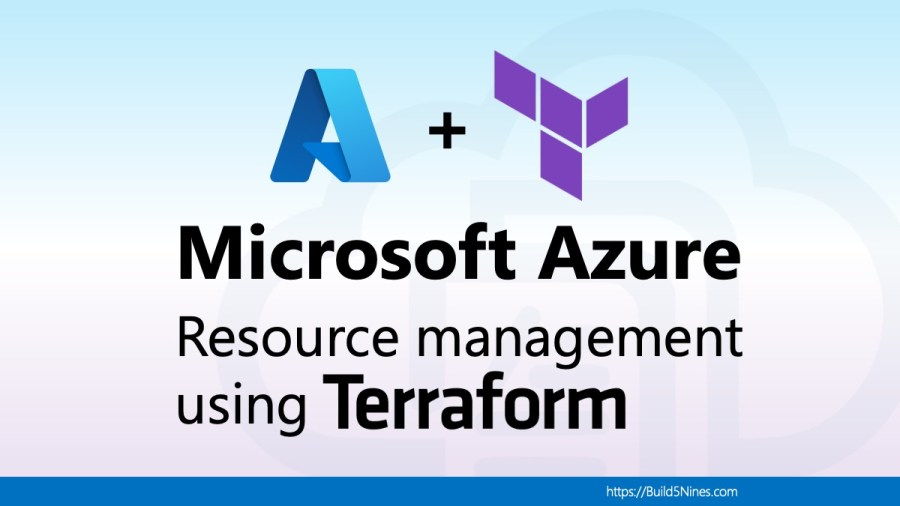 +
Microsoft Azure
Resource management
using Terraform
https://Build5Nines.com